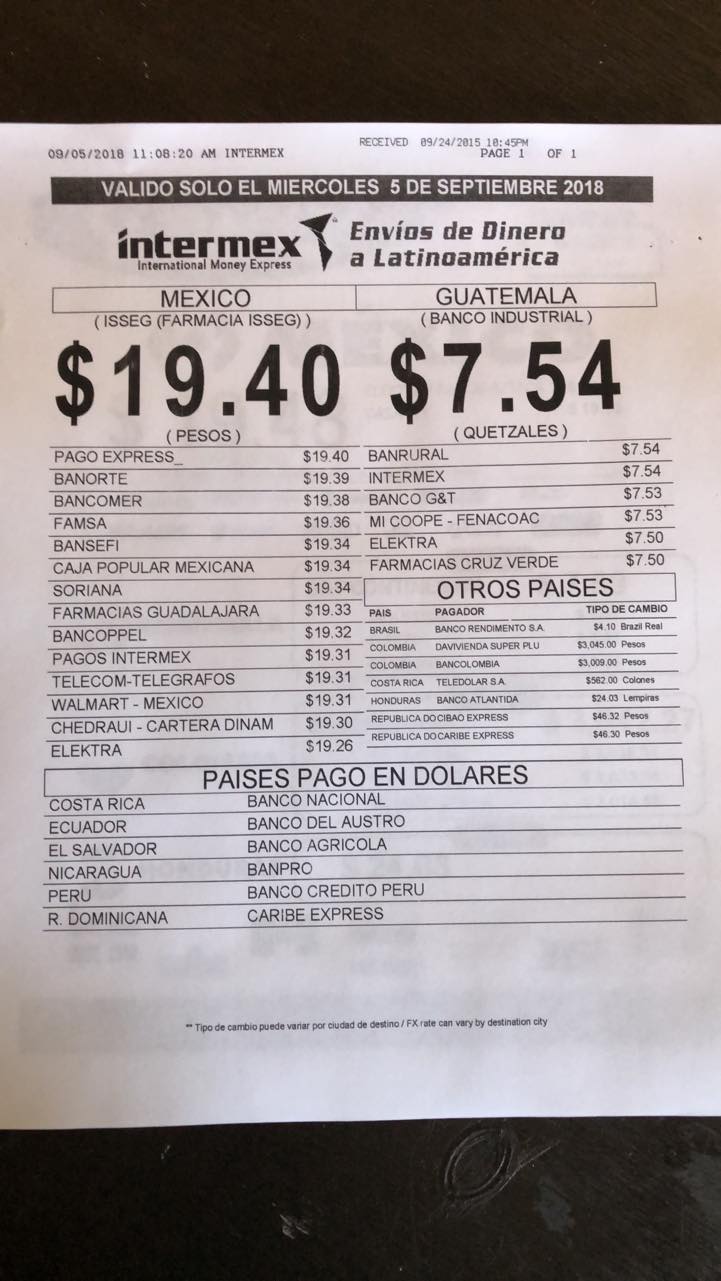 RECEIVED 09/24/2015 10:45PM
09/05/2018 11:08:20 AM INTERMEX PAGE 1 OF 1
VALIDO SOLO EL MIERCOLES 5 DE SEPTIEMBRE 2018
intermex
International Money Express
Envíos de Dinero
a Latinoamérica
MEXICO
( ISSEG (FARMACIA ISSEG) )
$19.40
( PESOS )
PAGO EXPRESS_ $19.40
BANORTE $19.39
BANCOMER $19.38
FAMSA $19.36
BANSEFI $19.34
CAJA POPULAR MEXICANA $19.34
SORIANA $19.34
FARMACIAS GUADALAJARA $19.33
BANCOPPEL $19.32
PAGOS INTERMEX $19.31
TELECOM-TELEGRAFOS $19.31
WALMART - MEXICO $19.31
CHEDRAUI - CARTERA DINAM $19.30
ELEKTRA $19.26
GUATEMALA
( BANCO INDUSTRIAL )
$7.54
( QUETZALES )
BANRURAL $7.54
INTERMEX $7.54
BANCO G&T $7.53
MI COOPE - FENACOAC $7.53
ELEKTRA $7.50
FARMACIAS CRUZ VERDE $7.50
OTROS PAISES
PAIS PAGADOR TIPO DE CAMBIO
BRASIL BANCO RENDIMENTO S.A. $4.10 Brazil Real
COLOMBIA DAVIVIENDA SUPER PLU $3,045.00 Pesos
COLOMBIA BANCOLOMBIA $3,009.00 Pesos
COSTA RICA TELEDOLAR S.A. $562.00 Colones
HONDURAS BANCO ATLANTIDA $24.03 Lempiras
REPUBLICA DO CIBAO EXPRESS $46.32 Pesos
REPUBLICA DO CARIBE EXPRESS $46.30 Pesos
PAISES PAGO EN DOLARES
COSTA RICA BANCO NACIONAL
ECUADOR BANCO DEL AUSTRO
EL SALVADOR BANCO AGRICOLA
NICARAGUA BANPRO
PERU BANCO CREDITO PERU
R. DOMINICANA CARIBE EXPRESS
** Tipo de cambio puede variar por ciudad de destino / FX rate can vary by destination city